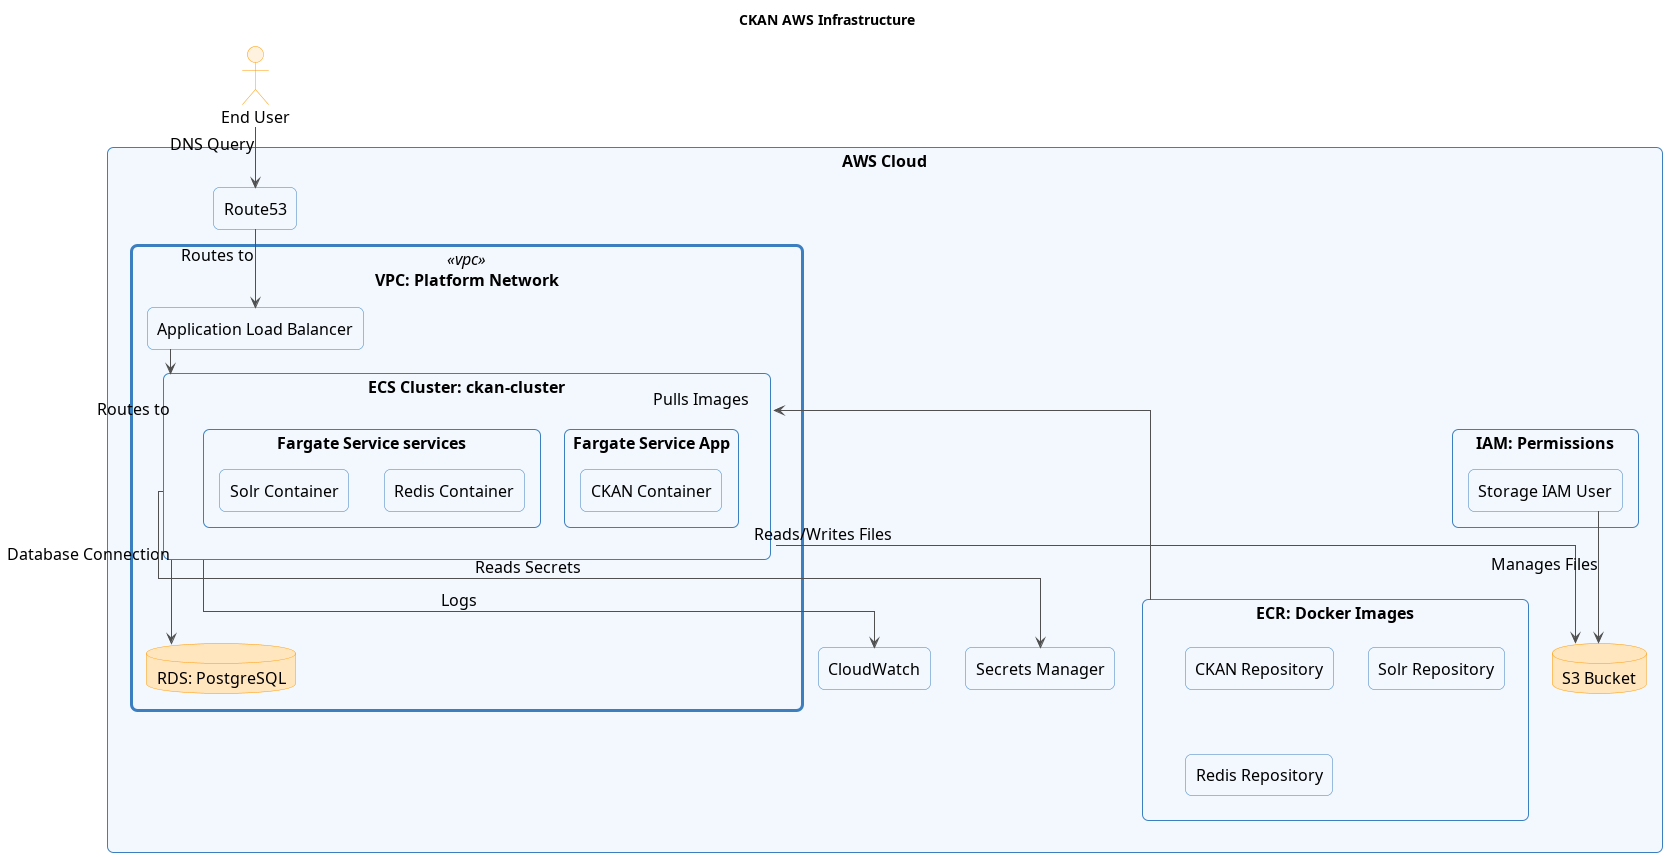 CKAN AWS Infrastructure
End User
DNS Query
AWS Cloud
Route53
Routes to
«vpc»
VPC: Platform Network
Application Load Balancer
ECS Cluster: ckan-cluster
Pulls Images
Routes to
Fargate Service services
Fargate Service App
IAM: Permissions
Solr Container
Redis Container
CKAN Container
Storage IAM User
Reads/Writes Files
Database Connection
Reads Secrets
Manages Files
Logs
ECR: Docker Images
RDS: PostgreSQL
CloudWatch
Secrets Manager
CKAN Repository
Solr Repository
S3 Bucket
Redis Repository